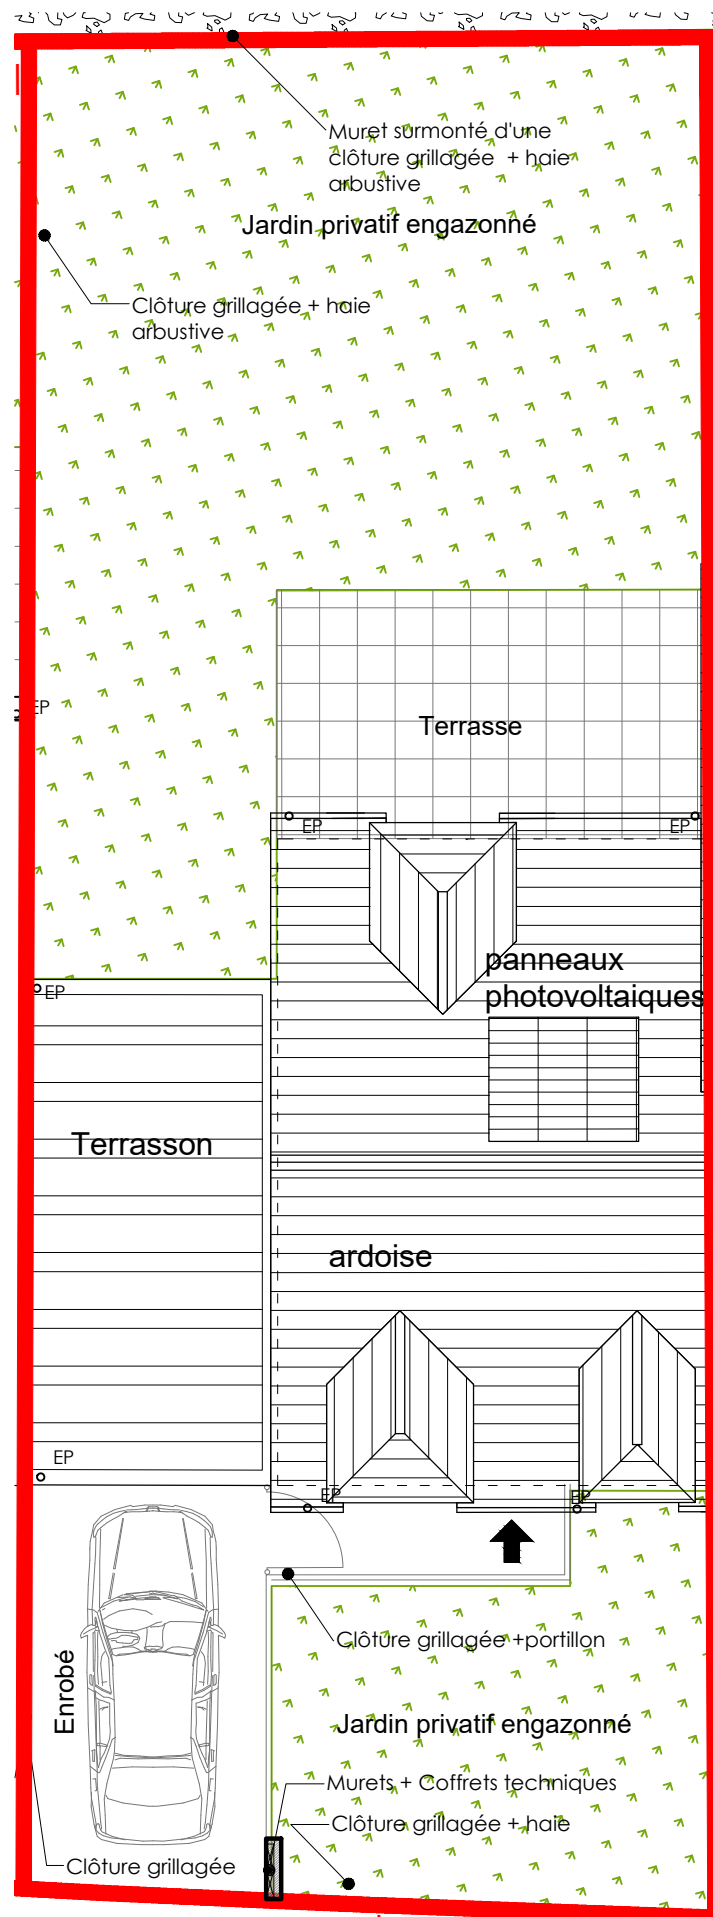 Muret surmonté d'une
clôture grillagée + haie
arbustive
Jardin privatif engazonné
Clôture grillagée + haie
arbustive
EP
Terrasse
EP
EP
panneaux
photovoltaiques
EP
Terrasson
ardoise
EP
EP
EP
Clôture grillagée +portillon
Enrobé
Jardin privatif engazonné
Murets + Coffrets techniques
Clôture grillagée + haie
Clôture grillagée